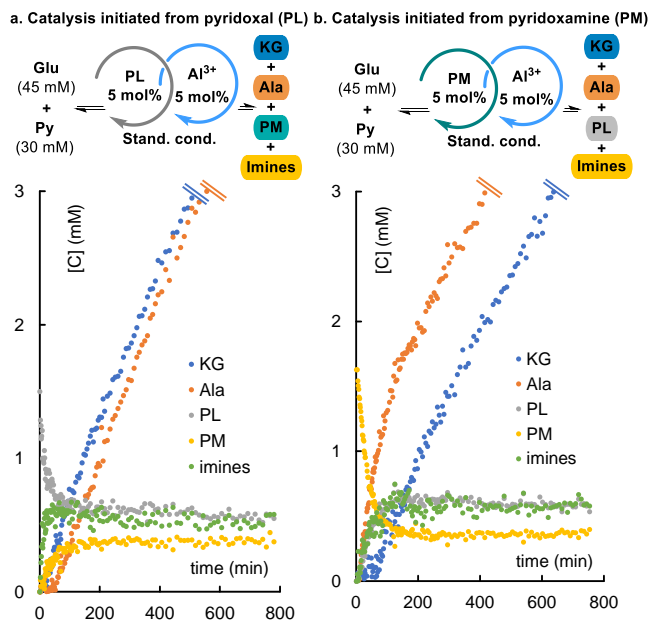 a. Catalysis initiated from pyridoxal (PL)
Glu
(45 mM)
+
Py
(30 mM)
PL
5 mol%
Al3+
5 mol%
Stand. cond.
KG
+
Ala
+
PM
+
Imines
3
2
1
0
[C] (mM)
KG
Ala
PL
PM
imines
time (min)
0 200 400 600 800
b. Catalysis initiated from pyridoxamine (PM)
Glu
(45 mM)
+
Py
(30 mM)
PM
5 mol%
Al3+
5 mol%
Stand. cond.
KG
+
Ala
+
PL
+
Imines
3
2
1
0
[C] (mM)
KG
Ala
PL
PM
imines
time (min)
0 200 400 600 800